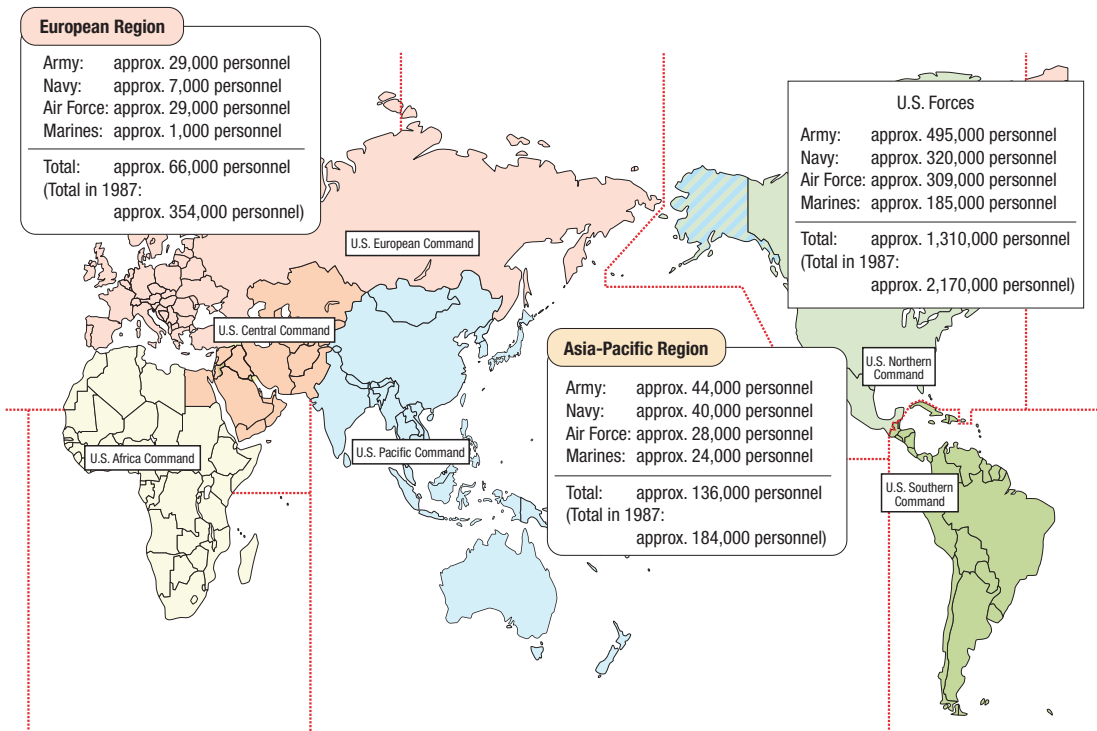 European Region
Army: approx. 29,000 personnel
Navy: approx. 7,000 personnel
Air Force: approx. 29,000 personnel
Marines: approx. 1,000 personnel
Total: approx. 66,000 personnel
(Total in 1987:
approx. 354,000 personnel)
U.S. Forces
Army: approx. 495,000 personnel
Navy: approx. 320,000 personnel
Air Force: approx. 309,000 personnel
Marines: approx. 185,000 personnel
Total: approx. 1,310,000 personnel
(Total in 1987:
approx. 2,170,000 personnel)
U.S. European Command
U.S. Central Command
Asia-Pacific Region
Army: approx. 44,000 personnel
Navy: approx. 40,000 personnel
Air Force: approx. 28,000 personnel
Marines: approx. 24,000 personnel
Total: approx. 136,000 personnel
(Total in 1987:
approx. 184,000 personnel)
U.S. Northern
Command
U.S. Africa Command
U.S. Pacific Command
U.S. Southern
Command